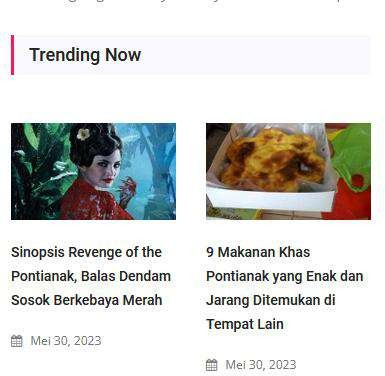 Trending Now
Sinopsis Revenge of the
Pontianak, Balas Dendam
Sosok Berkebaya Merah
Mei 30, 2023
9 Makanan Khas
Pontianak yang Enak dan
Jarang Ditemukan di
Tempat Lain
Mei 30, 2023